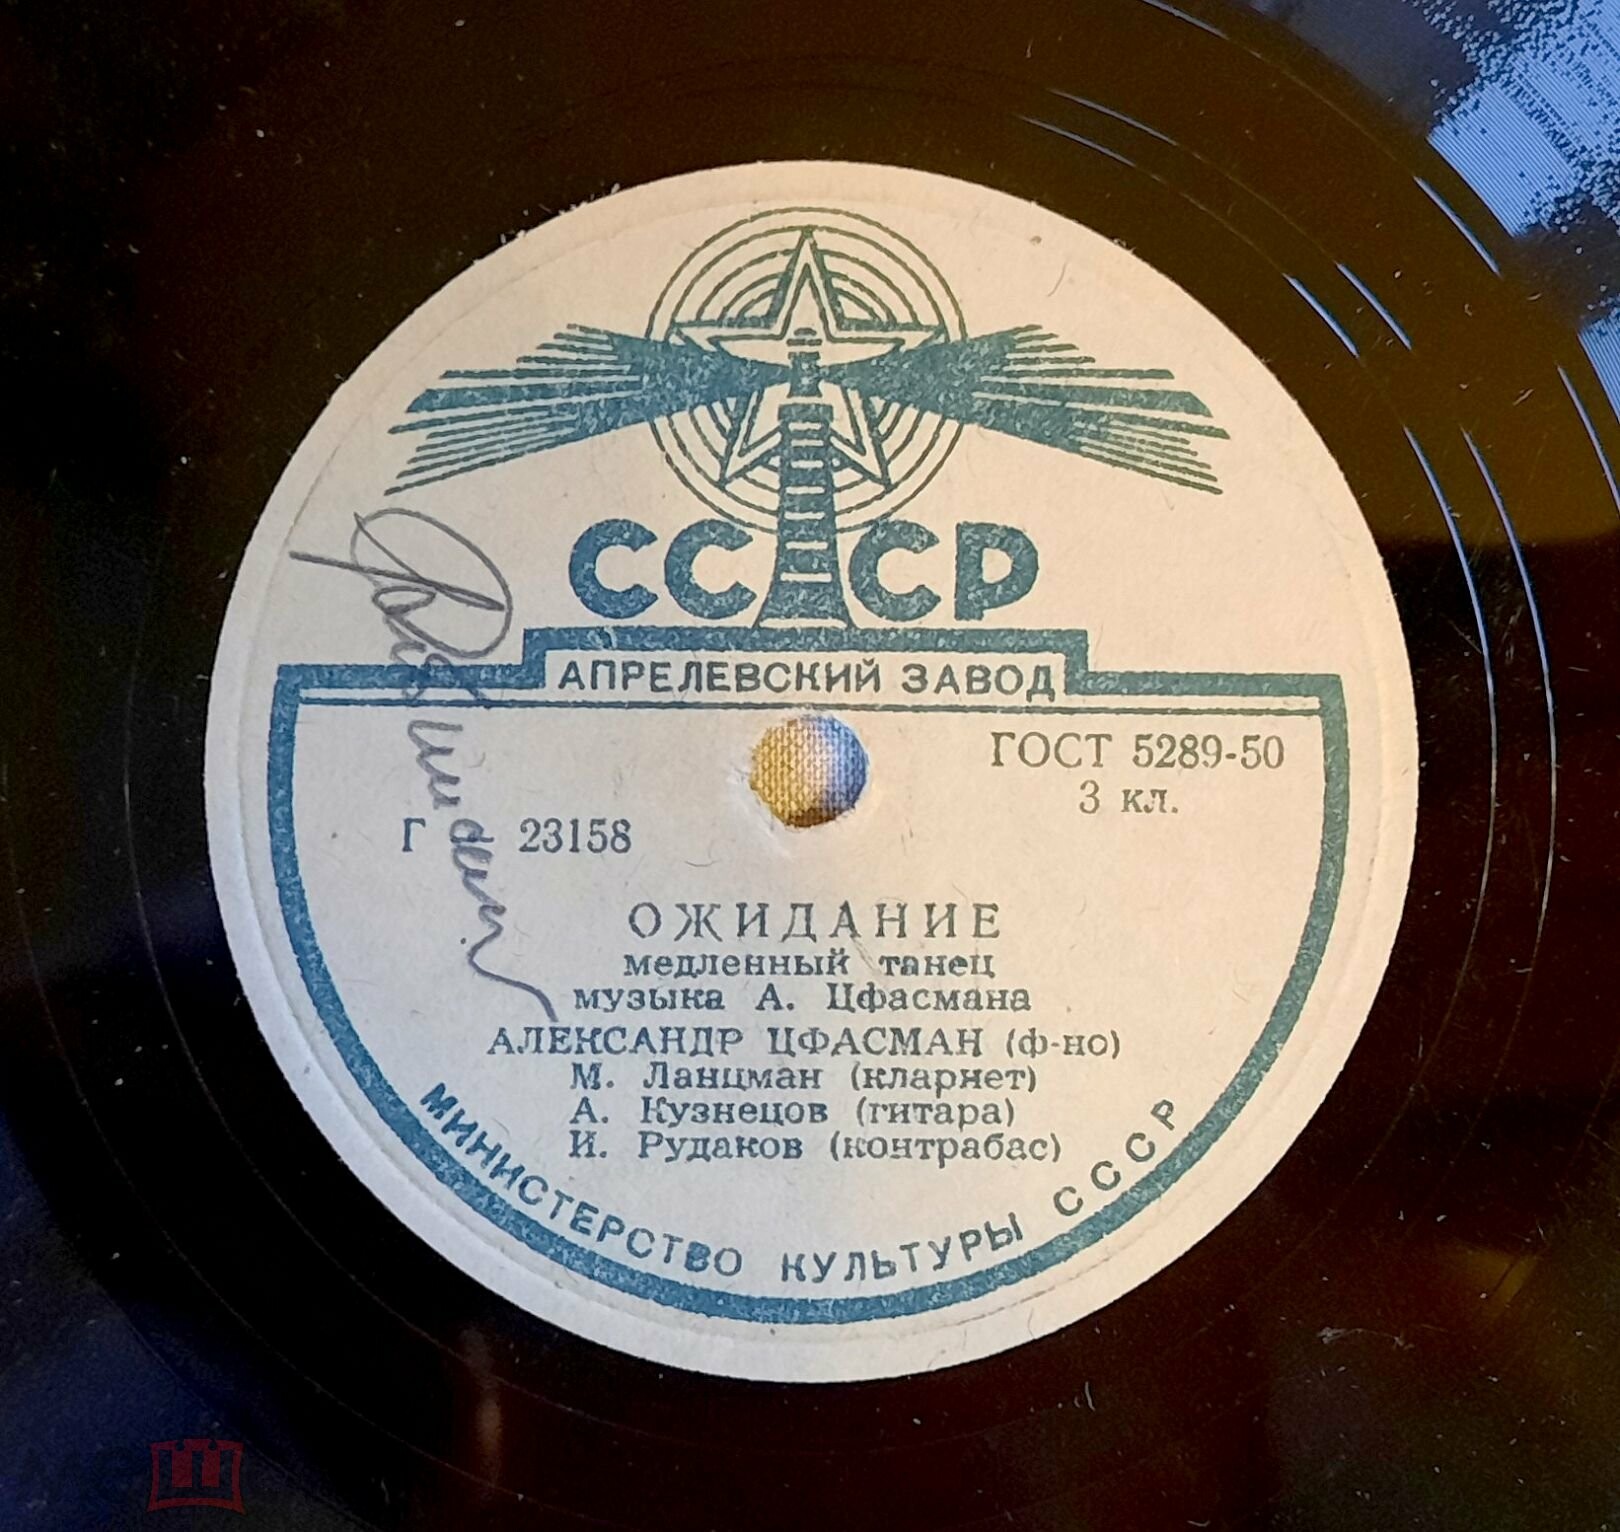 СССР
АПРЕЛЕВСКИЙ ЗАВОД
ГОСТ 5289-50
3 кл.
Г 23158
ОЖИДАНИЕ
медленный танец
музыка А. Цфасмана
АЛЕКСАНДР ЦФАСМАН (ф-но)
М. Ланцман (кларнет)
А. Кузнецов (гитара)
И. Рудаков (контрабас)
МИНИСТЕРСТВО КУЛЬТУРЫ СССР